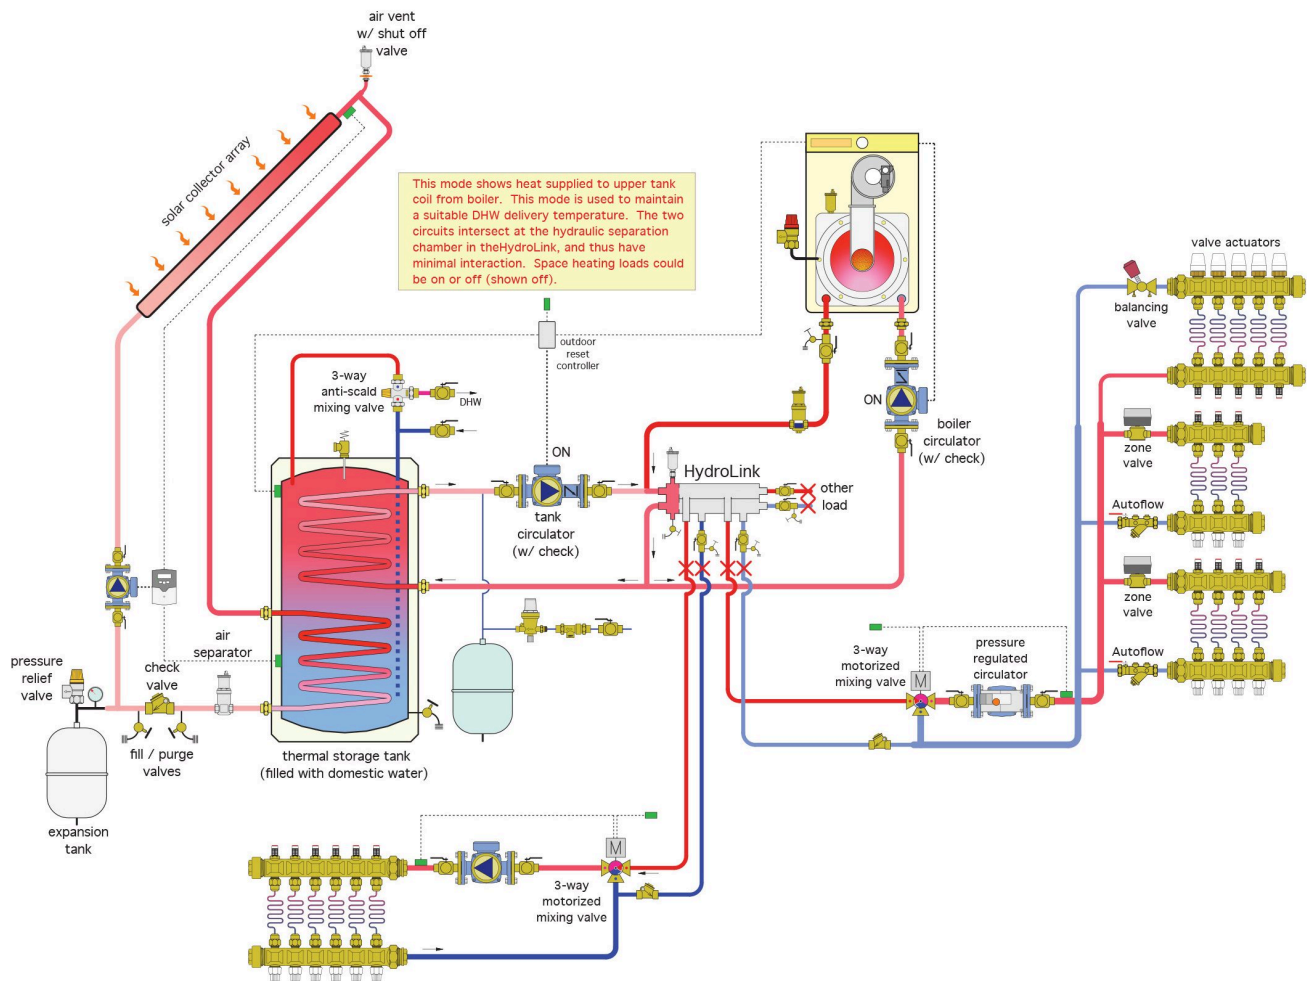 air vent
w/ shut off
valve
solar collector array
This mode shows heat supplied to upper tank
coil from boiler. This mode is used to maintain
a suitable DHW delivery temperature. The two
circuits intersect at the hydraulic separation
chamber in theHydroLink, and thus have
minimal interaction. Space heating loads could
be on or off (shown off).
valve actuators
balancing
valve
outdoor
reset
controller
3-way
anti-scald
mixing valve
DHW
ON
boiler
circulator
(w/ check)
zone
valve
ON
HydroLink
other
load
tank
circulator
(w/ check)
Autoflow
zone
valve
air
separator
pressure
relief
valve
check
valve
3-way
motorized
mixing valve
pressure
regulated
circulator
Autoflow
M
fill / purge
valves
thermal storage tank
(filled with domestic water)
expansion
tank
M
3-way
motorized
mixing valve